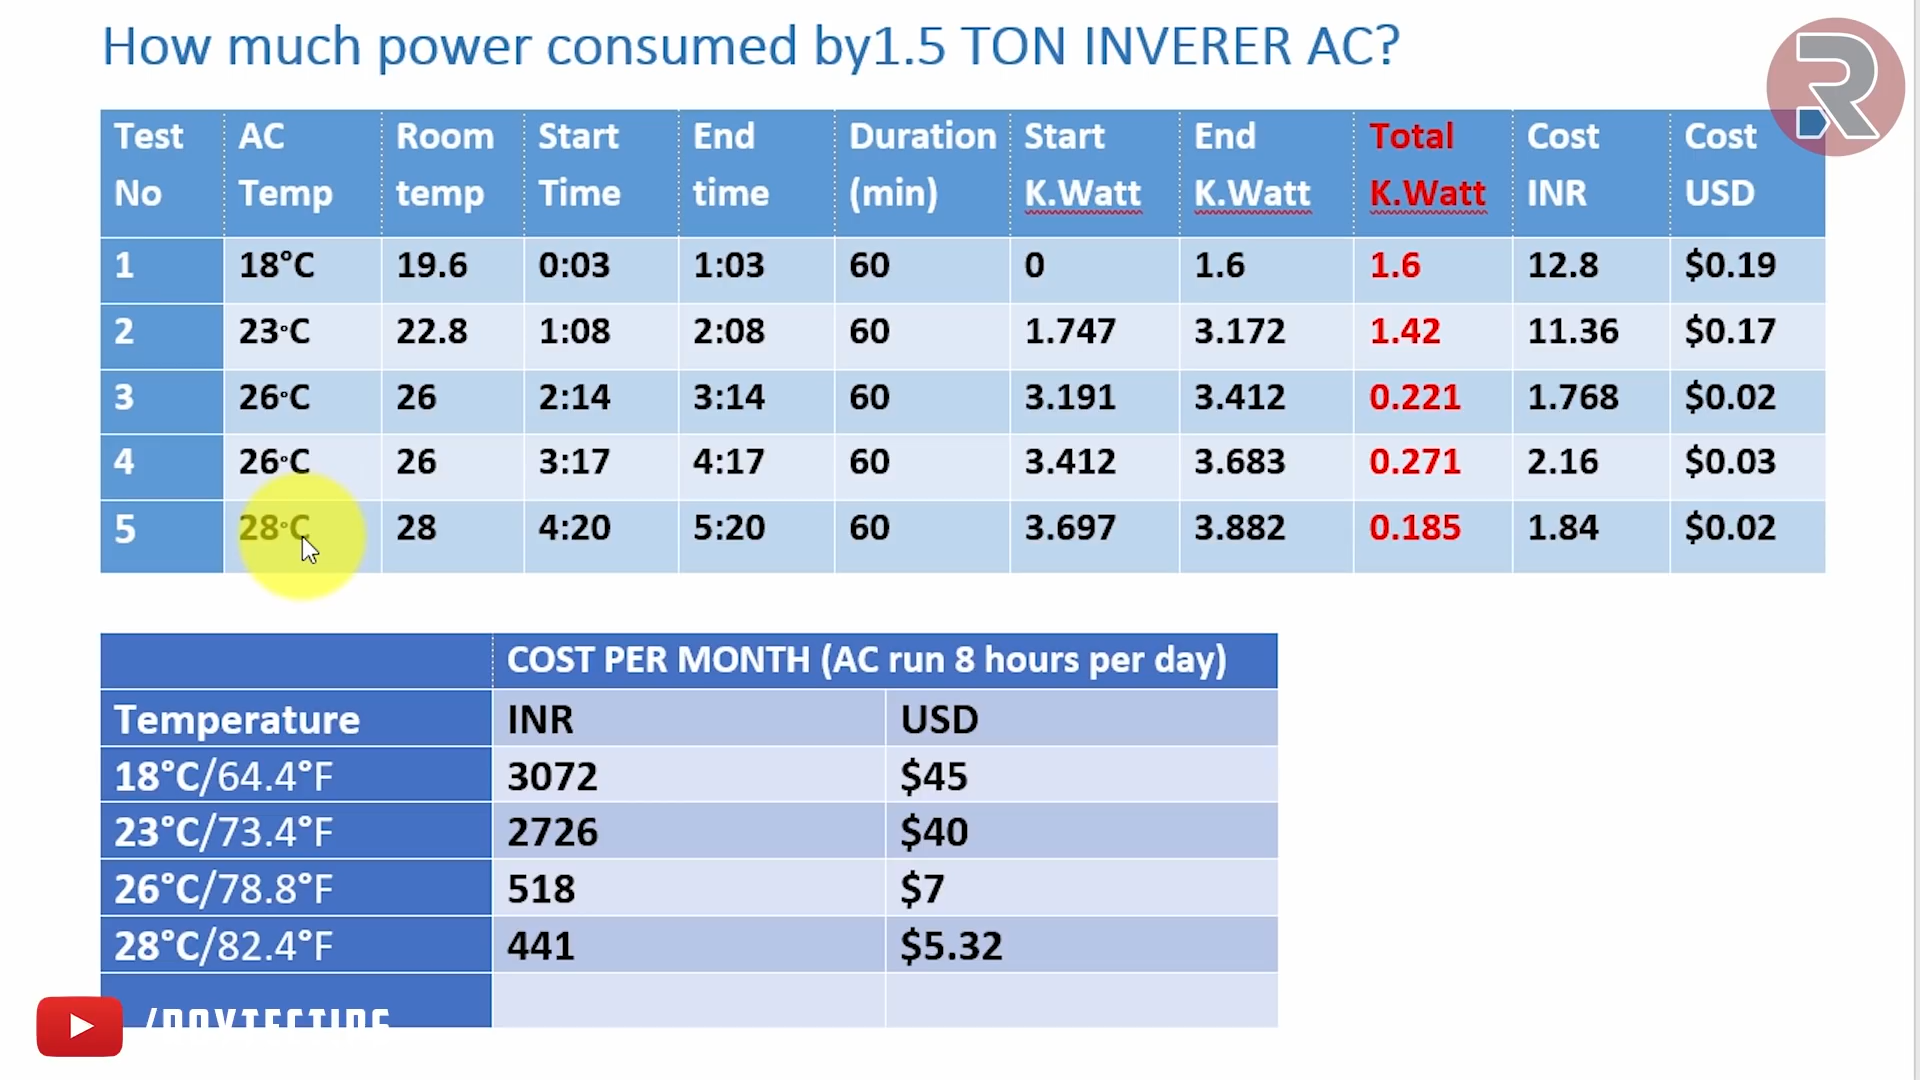 How much power consumed by1.5 TON INVERER AC?
Test No AC Temp Room temp Start Time End time Duration (min) Start K.Watt End K.Watt Total K.Watt Cost INR Cost USD
1 18°C 19.6 0:03 1:03 60 0 1.6 1.6 12.8 $0.19
2 23°C 22.8 1:08 2:08 60 1.747 3.172 1.42 11.36 $0.17
3 26°C 26 2:14 3:14 60 3.191 3.412 0.221 1.768 $0.02
4 26°C 26 3:17 4:17 60 3.412 3.683 0.271 2.16 $0.03
5 28°C 28 4:20 5:20 60 3.697 3.882 0.185 1.84 $0.02
COST PER MONTH (AC run 8 hours per day)
Temperature INR USD
18°C/64.4°F 3072 $45
23°C/73.4°F 2726 $40
26°C/78.8°F 518 $7
28°C/82.4°F 441 $5.32